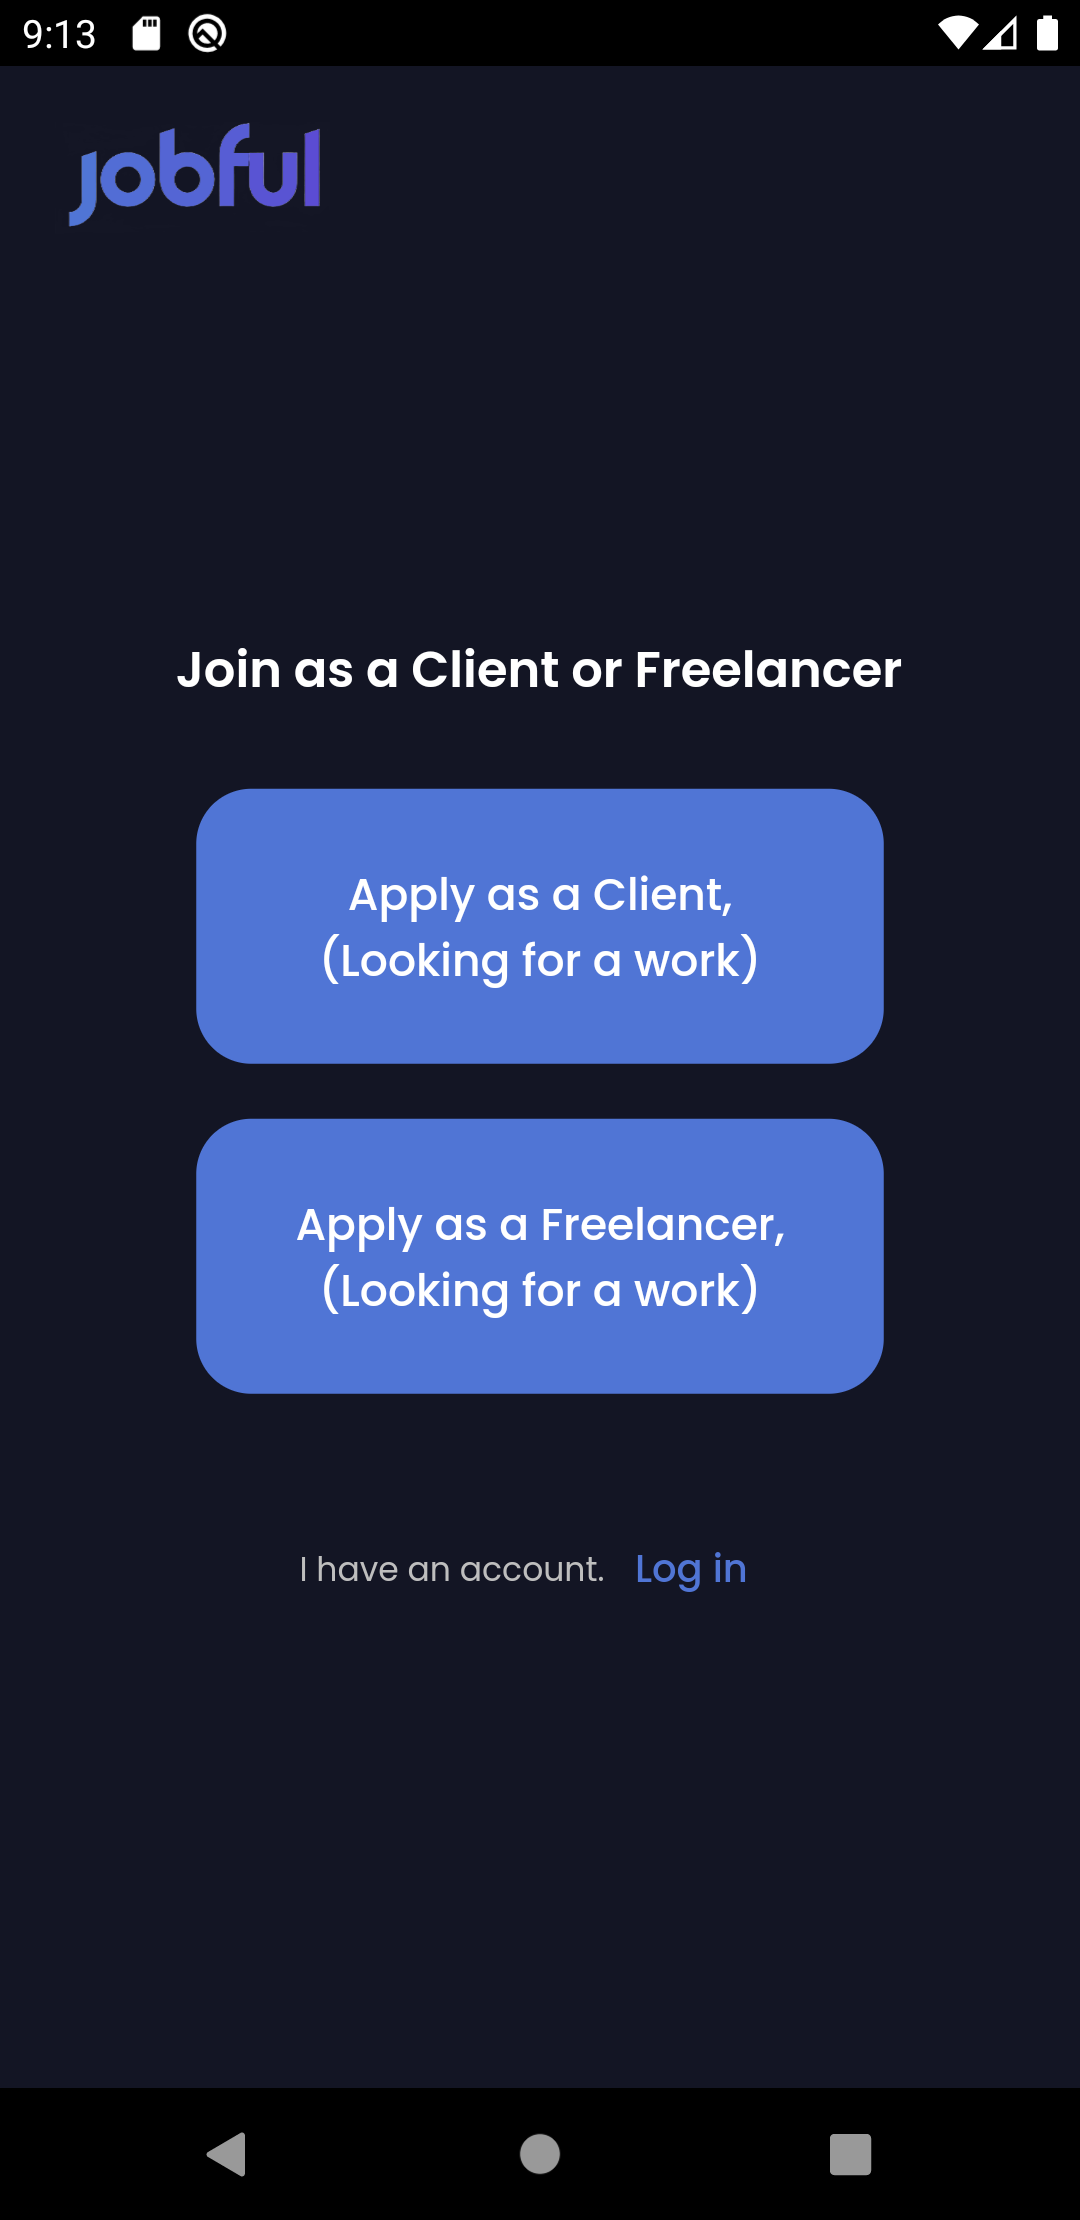 9:13
jobful
Join as a Client or Freelancer
Apply as a Client,
(Looking for a work)
Apply as a Freelancer,
(Looking for a work)
I have an account. Log in